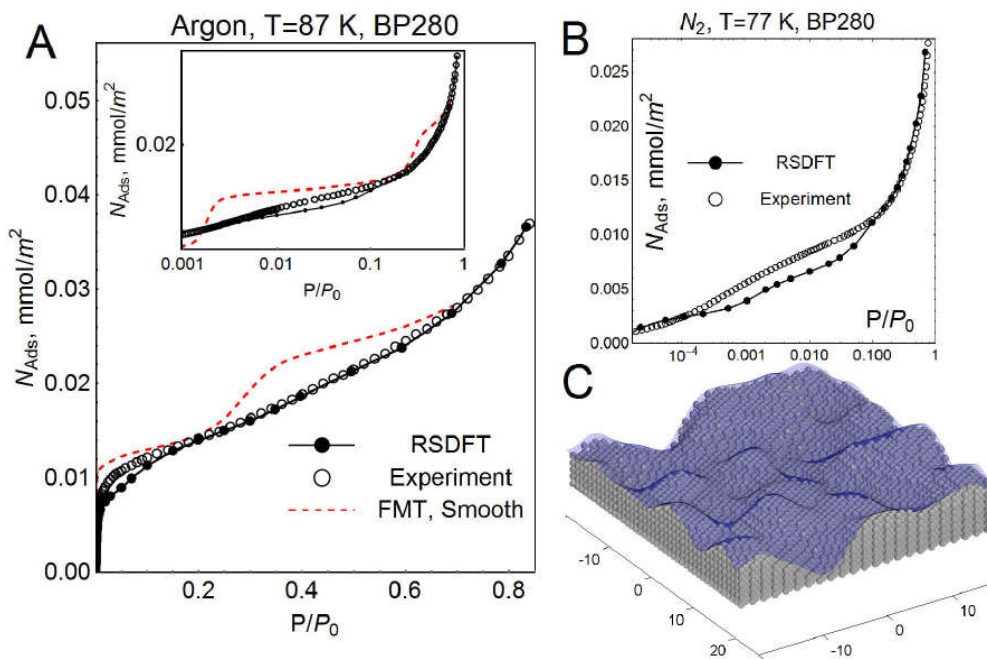 A
Argon, T=87 K, BP280
N_Ads, mmol/m²
0.05
0.04
0.03
0.02
0.01
0.00
0.2
0.4
0.6
0.8
P/P₀
RSDFT
Experiment
FMT, Smooth
N_Ads, mmol/m²
0.02
0.001
0.01
0.1
1
P/P₀
B
N₂, T=77 K, BP280
N_Ads, mmol/m²
0.025
0.020
0.015
0.010
0.005
0.000
RSDFT
Experiment
P/P₀
10⁻⁴
0.001
0.010
0.100
1
C
-10
0
10
20
-10
0
10